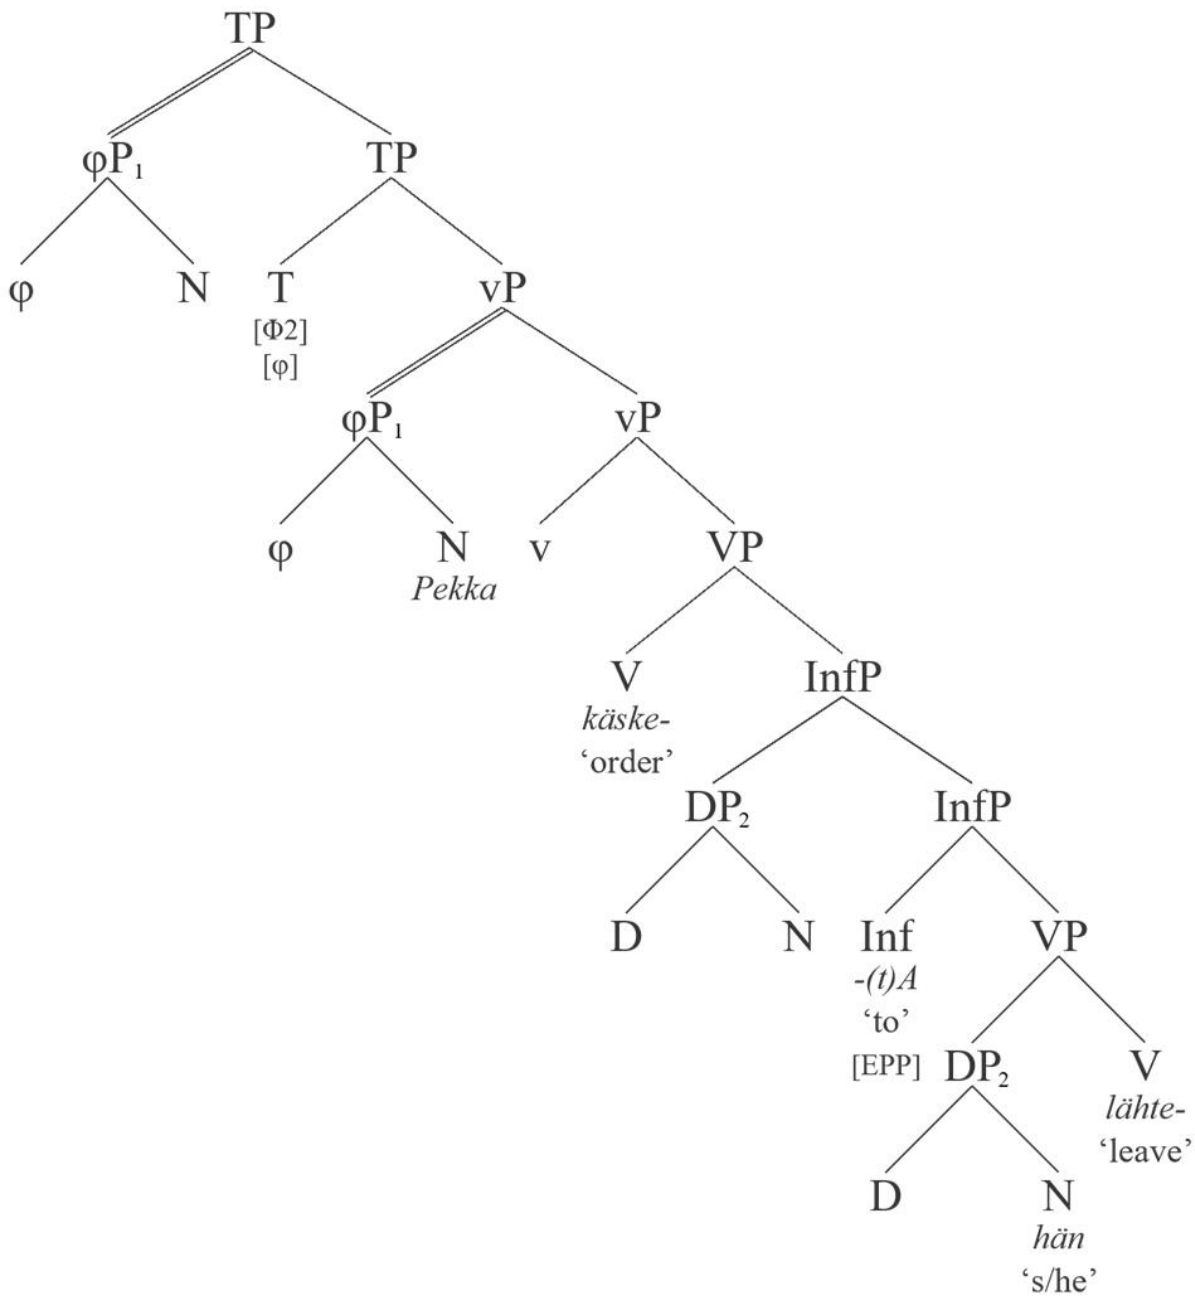 TP
φP₁ TP
φ N T vP
[Φ2]
[φ]
φP₁ vP
φ N v VP
Pekka
V InfP
käske-
‘order’
DP₂ InfP
D N Inf VP
-(t)A
‘to’
[EPP] DP₂ V
lähte-
‘leave’
D N
hän
‘s/he’